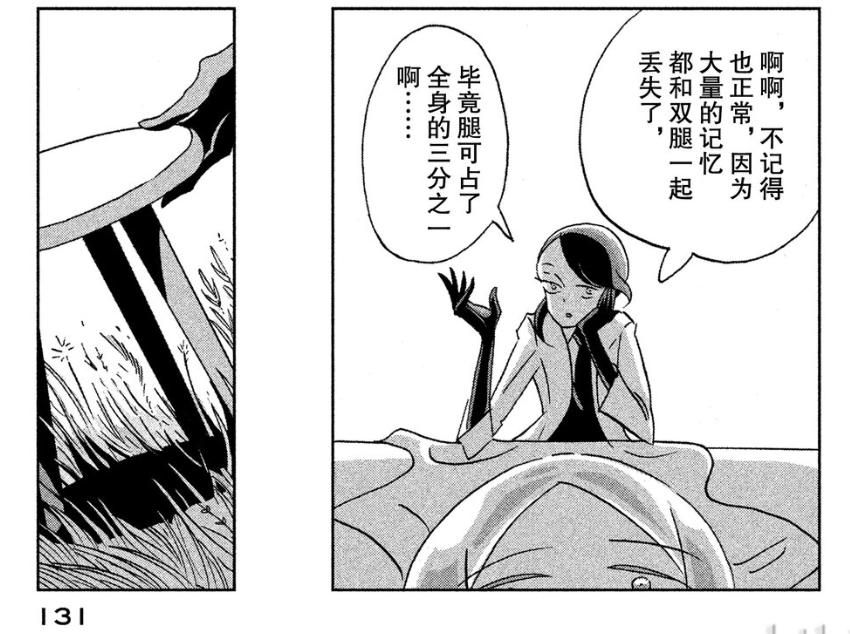 啊啊，不记得
也正常，因为
大量的记忆
都和双腿一起
丢失了，
毕竟腿可占了
全身的三分之一
啊……
131